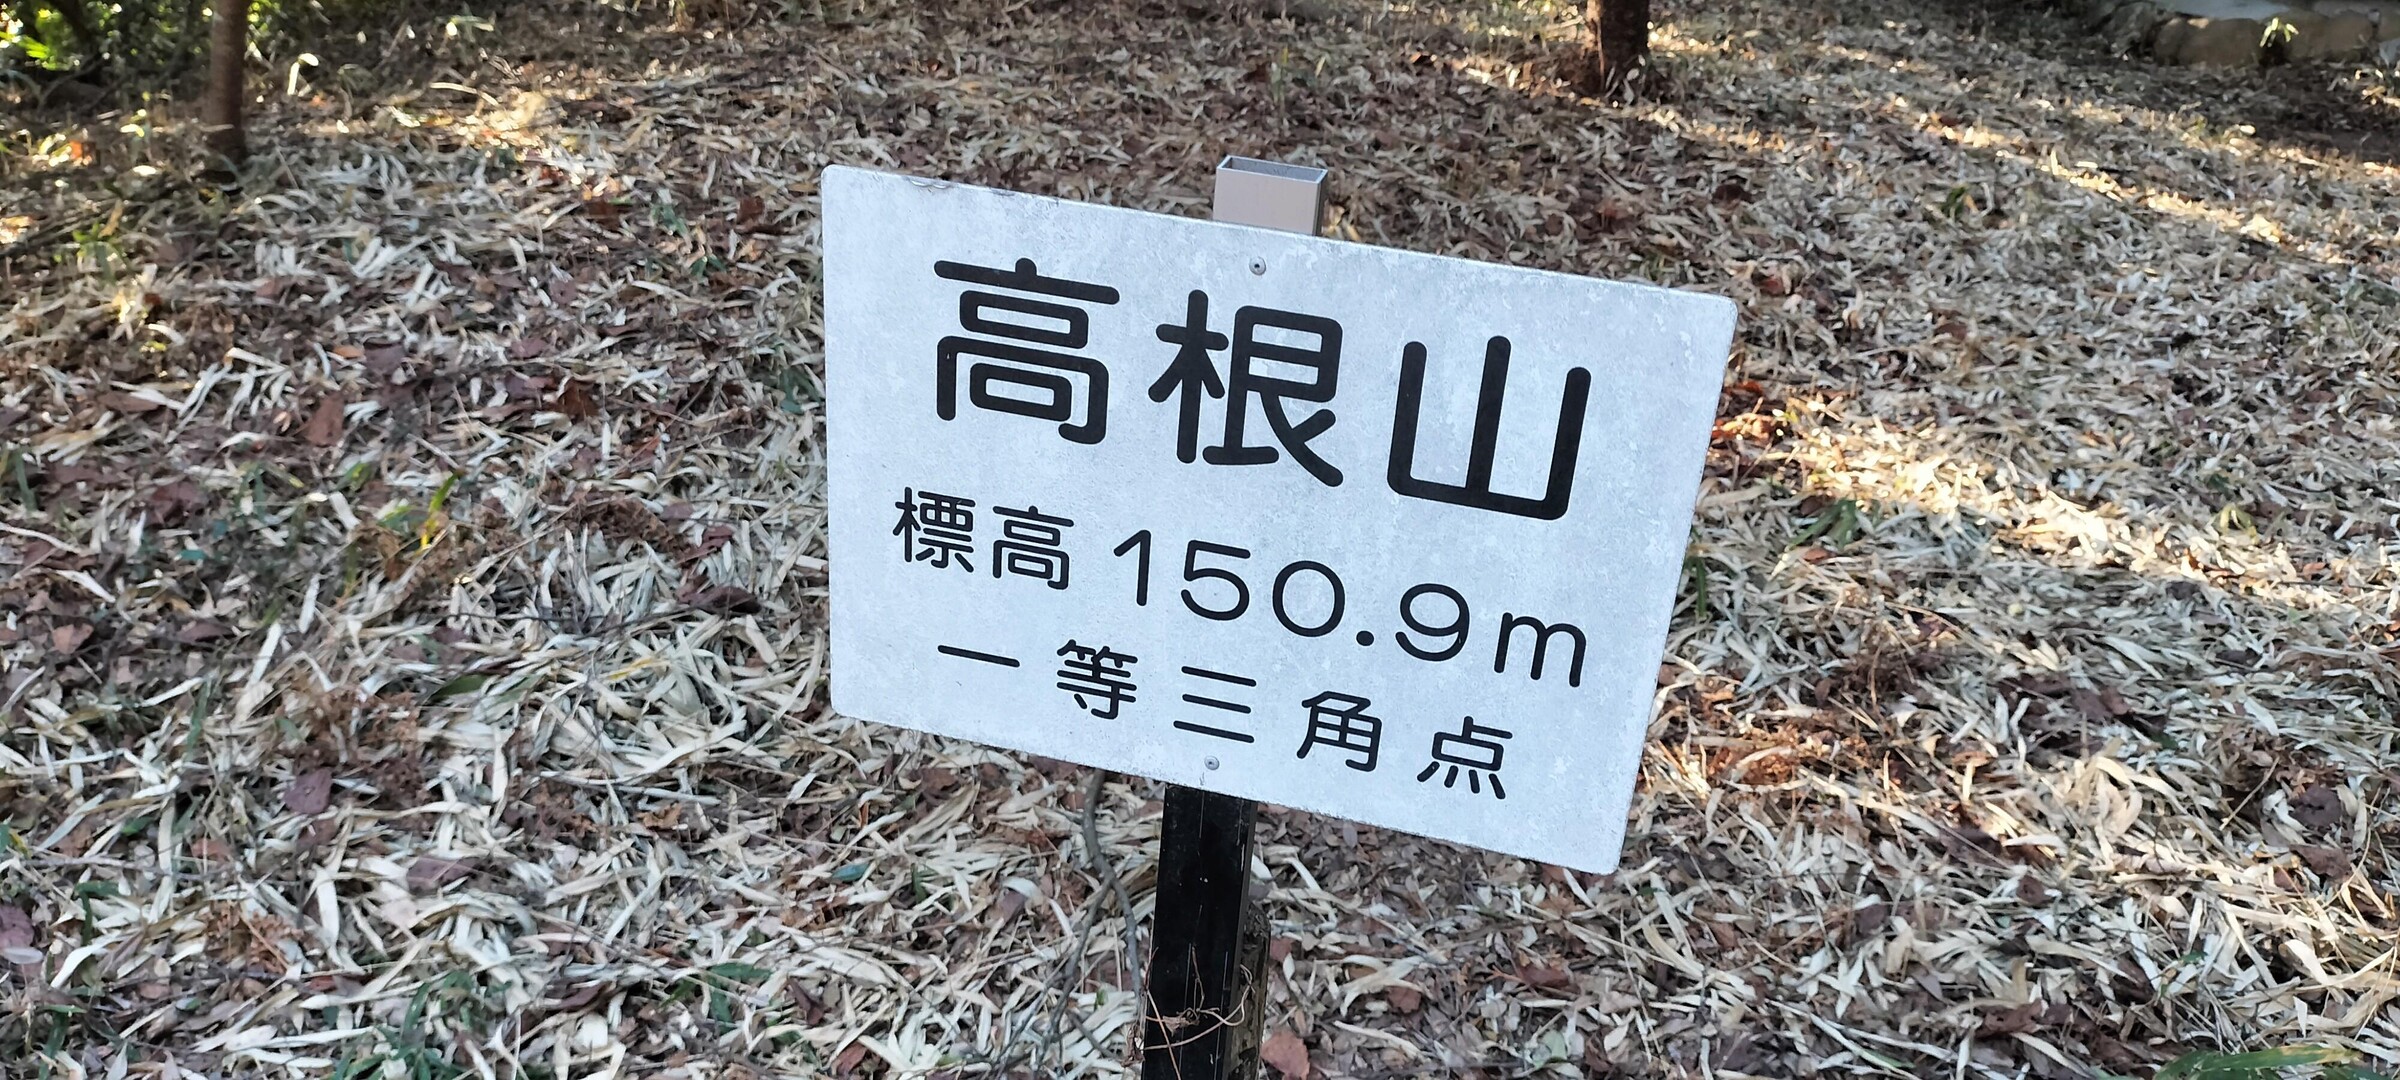 高根山
標高 150.9m
一等三角点